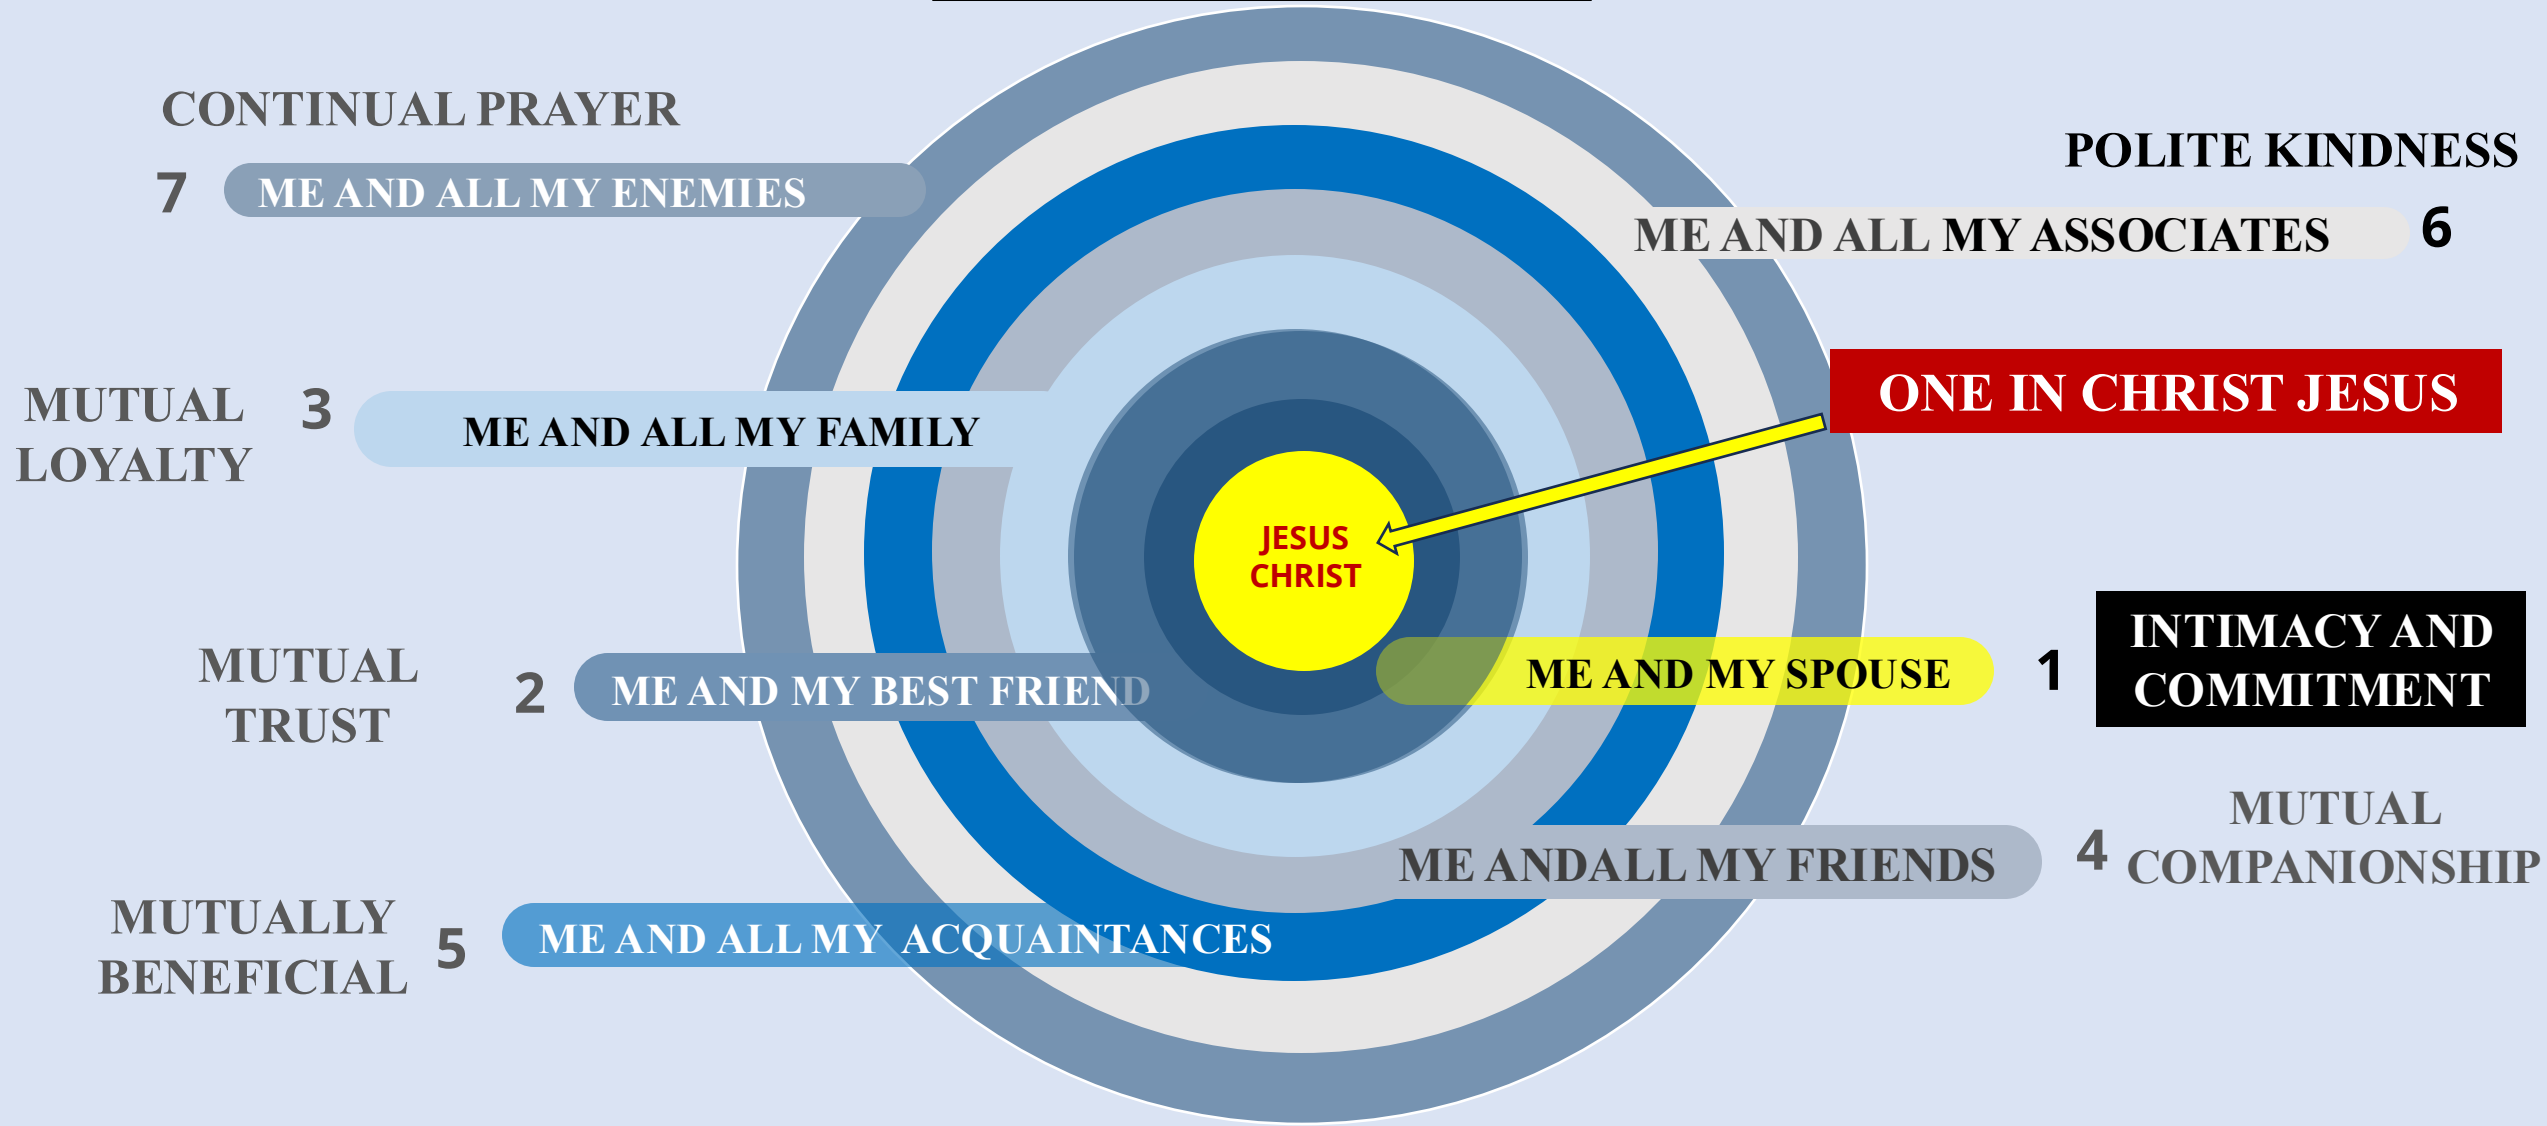 CONTINUAL PRAYER
7 ME AND ALL MY ENEMIES
POLITE KINDNESS
ME AND ALL MY ASSOCIATES 6
MUTUAL
LOYALTY
3 ME AND ALL MY FAMILY
ONE IN CHRIST JESUS
JESUS
CHRIST
MUTUAL
TRUST
2 ME AND MY BEST FRIEND
ME AND MY SPOUSE 1
INTIMACY AND
COMMITMENT
ME ANDALL MY FRIENDS 4
MUTUAL
COMPANIONSHIP
MUTUALLY
BENEFICIAL
5 ME AND ALL MY ACQUAINTANCES